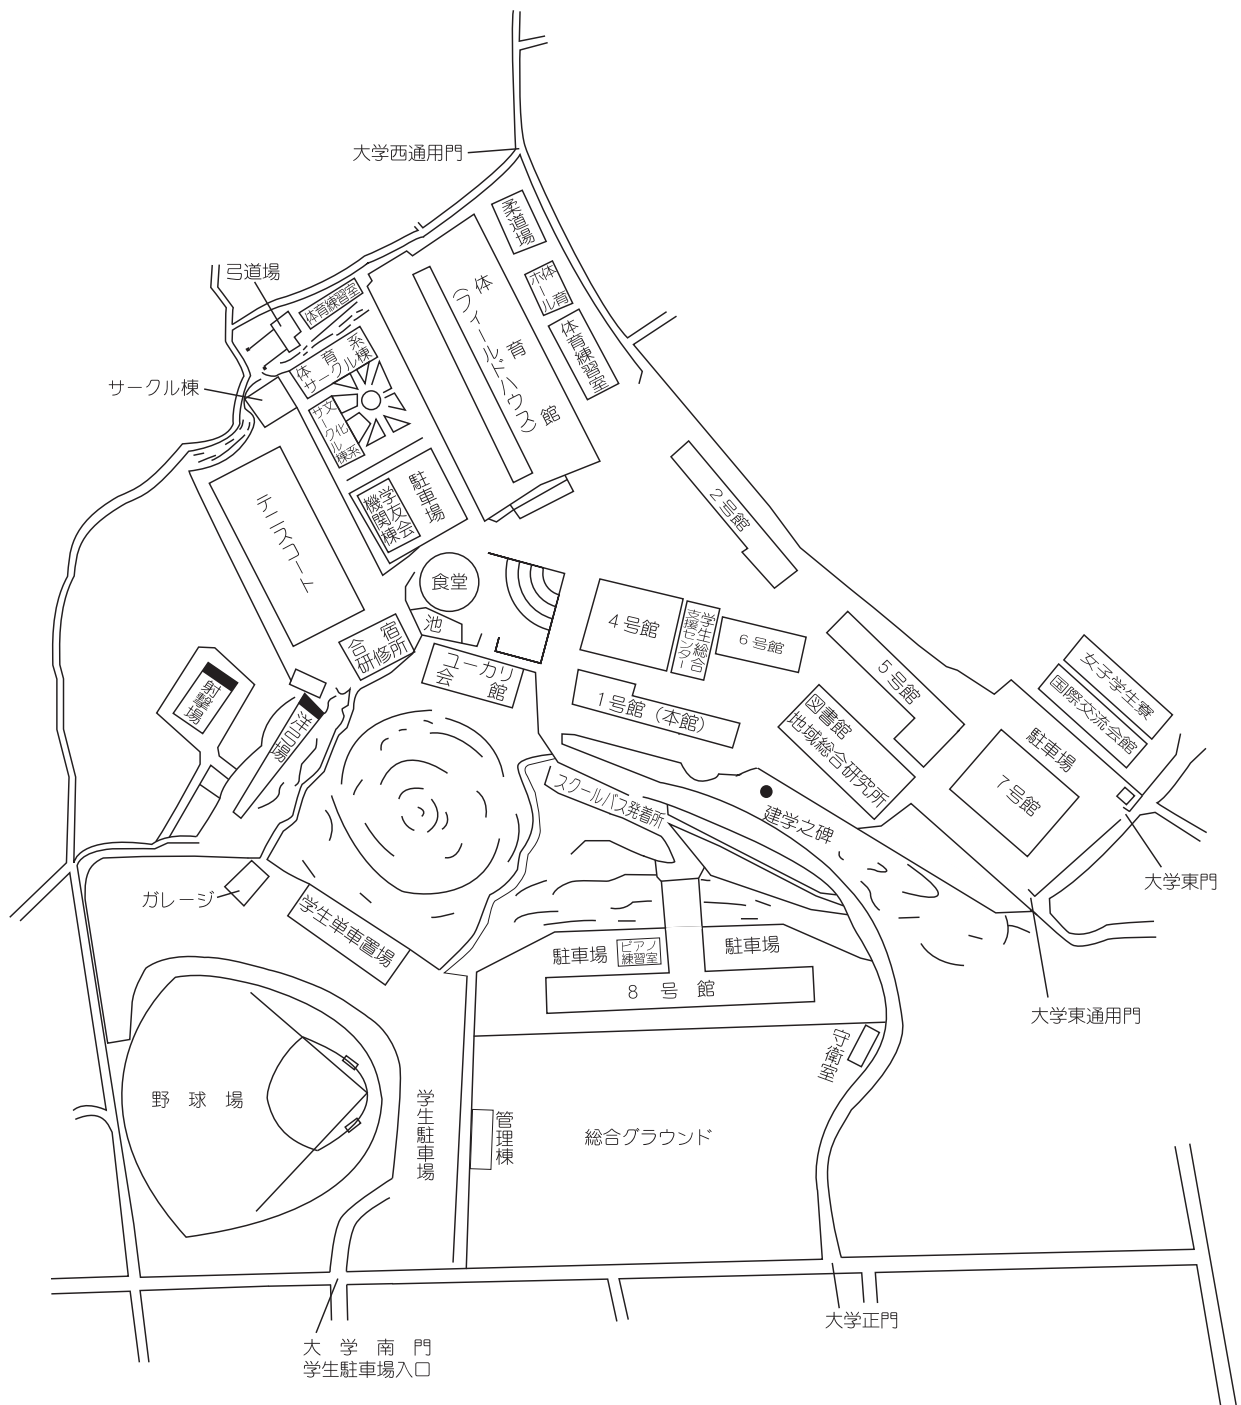 大学西通用門
柔道場
弓道場
体育練習室
体育
ホール
体育館
(フィールドハウス)
体育練習室
体育系
サークル棟
サークル棟
文化系
サークル棟
駐車場
学友会
機関棟
テニスコート
2号館
食堂
池
合宿
研修所
4号館
学生総合
支援センター
6号館
5号館
女子学生寮
国際交流会館
ユーカリ
会館
1号館(本館)
図書館
地域総合研究所
駐車場
7号館
射撃場
洋弓場
スクールバス発着所
建学之碑
大学東門
ガレージ
学生単車置場
駐車場
ピアノ
練習室
駐車場
8号館
大学東通用門
守衛室
野球場
学生駐車場
管理棟
総合グラウンド
大学正門
大学南門
学生駐車場入口